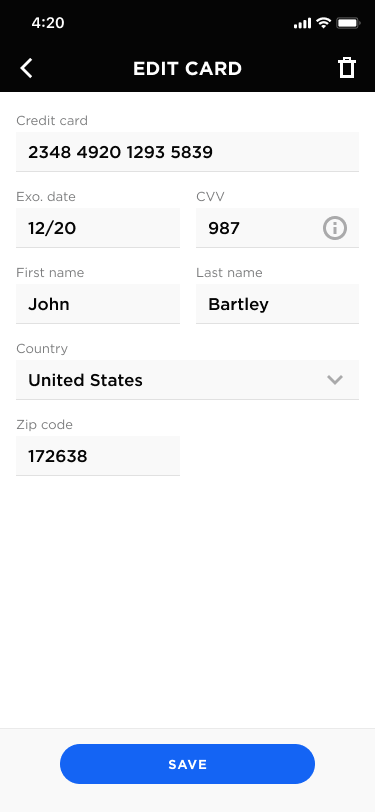 4:20
EDIT CARD
Credit card
2348 4920 1293 5839
Exo. date
CVV
12/20
987
First name
Last name
John
Bartley
Country
United States
Zip code
172638
SAVE